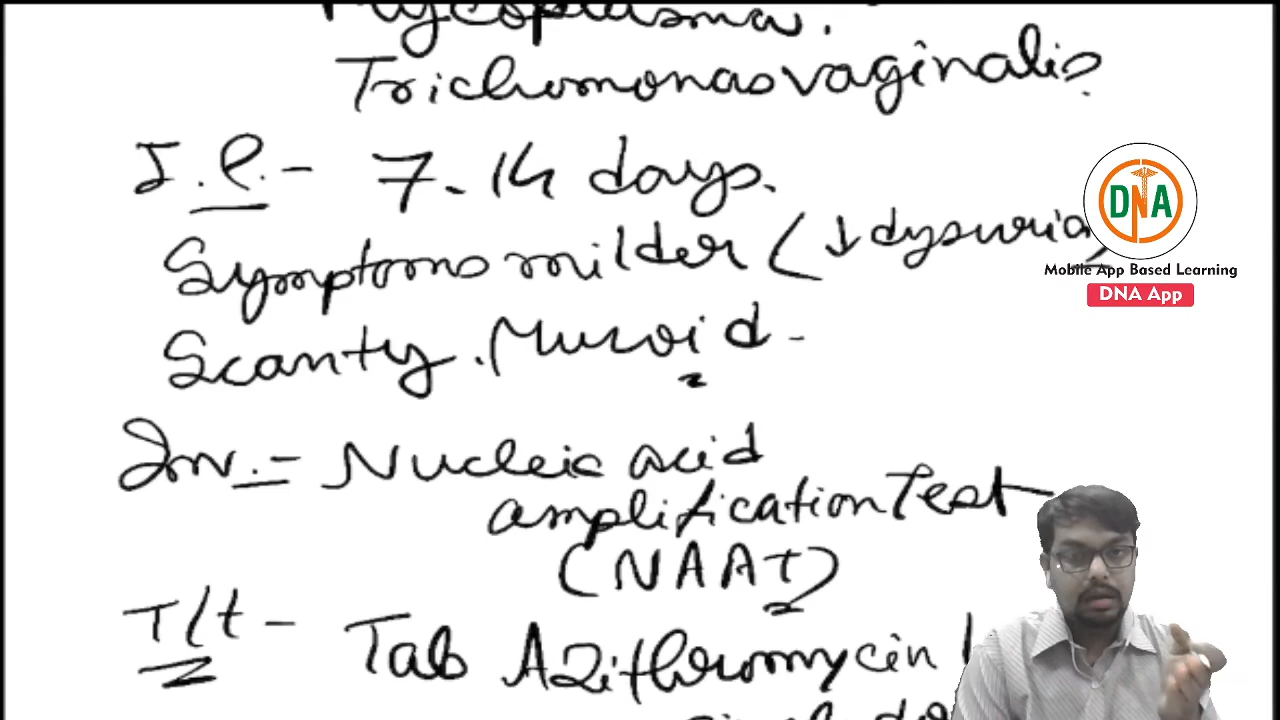 Mycoplasma.
Trichomonas vaginalis.
I.P. - 7-14 days.
Symptoms milder (↓ dysuria)
Scanty. Mucoid -
Inv. - Nucleic acid
amplification Test
(NAAT)
T/t - Tab Azithromycin
DNA
Mobile App Based Learning
DNA App